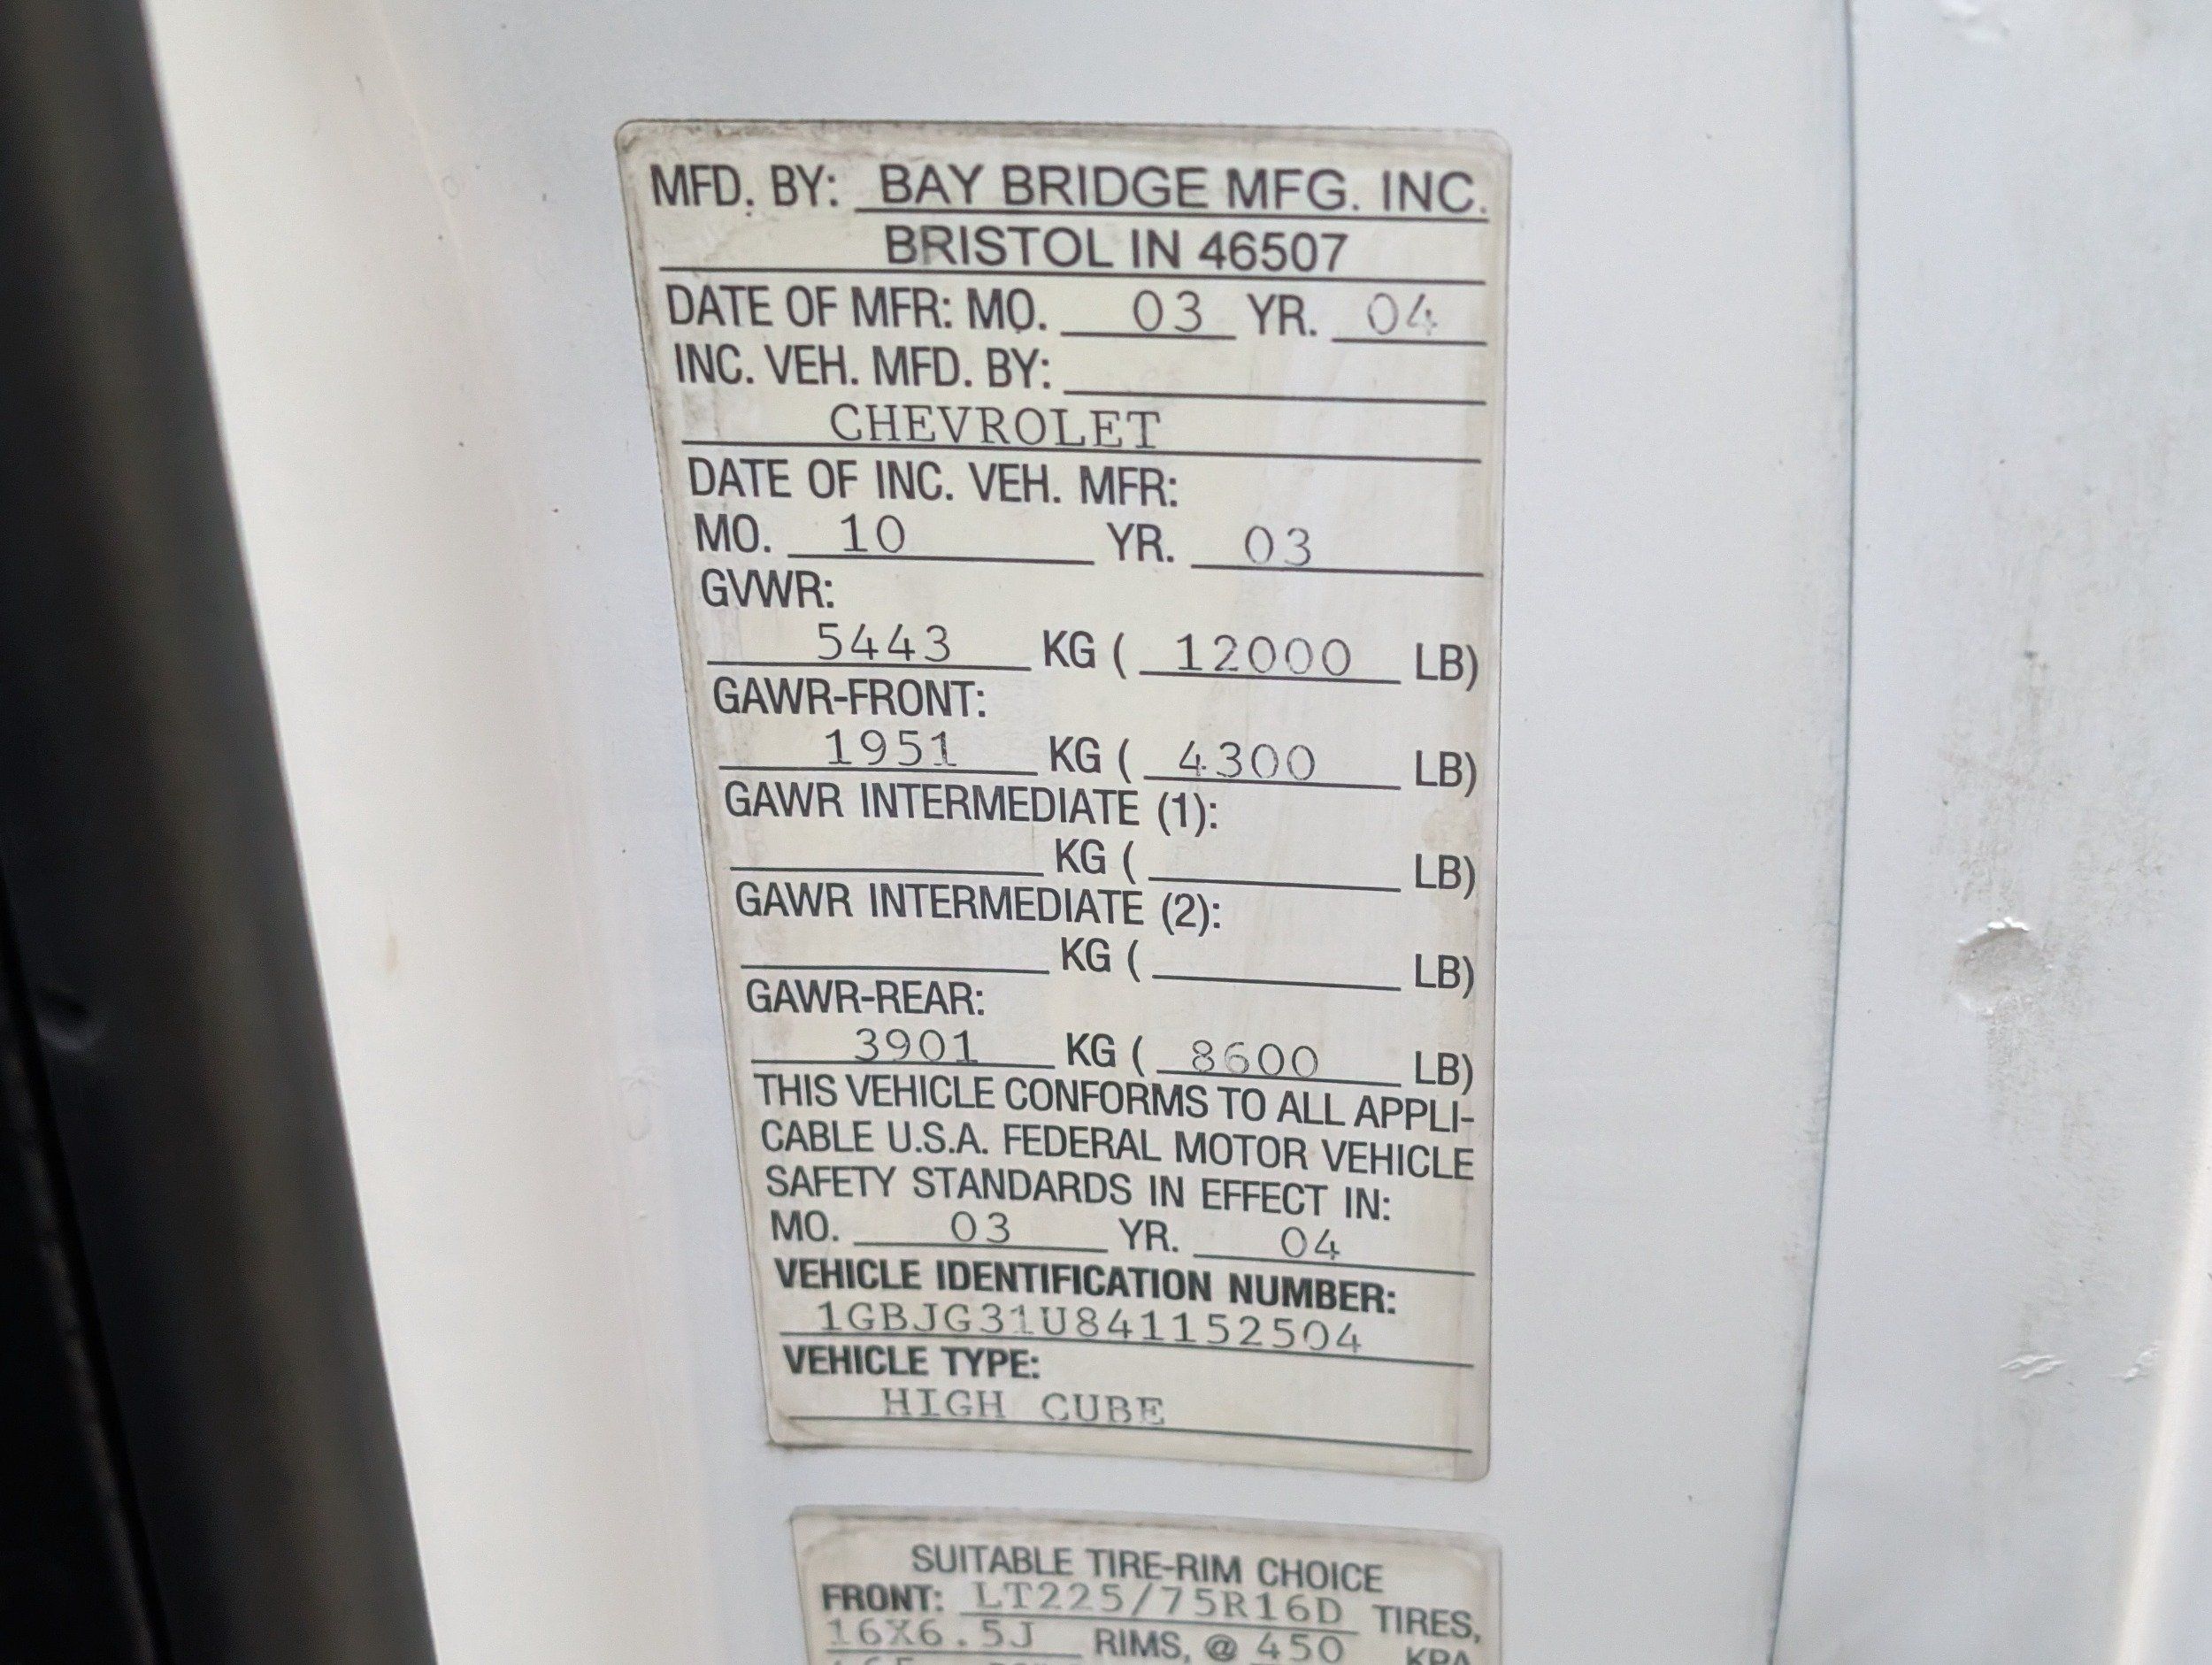 MFD. BY: BAY BRIDGE MFG. INC.
BRISTOL IN 46507
DATE OF MFR: MO. 03 YR. 04
INC. VEH. MFD. BY:
CHEVROLET
DATE OF INC. VEH. MFR:
MO. 10 YR. 03
GVWR:
5443 KG ( 12000 LB)
GAWR-FRONT:
1951 KG ( 4300 LB)
GAWR INTERMEDIATE (1):
KG ( LB)
GAWR INTERMEDIATE (2):
KG ( LB)
GAWR-REAR:
3901 KG ( 8600 LB)
THIS VEHICLE CONFORMS TO ALL APPLI-
CABLE U.S.A. FEDERAL MOTOR VEHICLE
SAFETY STANDARDS IN EFFECT IN:
MO. 03 YR. 04
VEHICLE IDENTIFICATION NUMBER:
1GBJG31U841152504
VEHICLE TYPE:
HIGH CUBE
SUITABLE TIRE-RIM CHOICE
FRONT: LT225/75R16D TIRES,
16X6.5J RIMS, @ 450 KPA